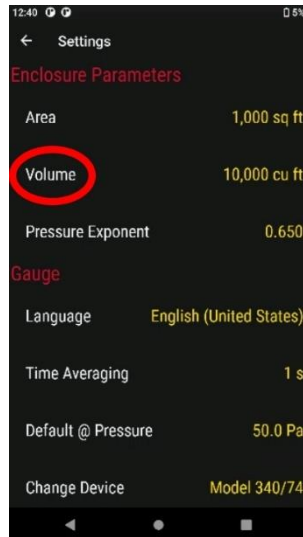 12:40 5%
Settings
Enclosure Parameters
Area 1,000 sq ft
Volume 10,000 cu ft
Pressure Exponent 0.650
Gauge
Language English (United States)
Time Averaging 1 s
Default @ Pressure 50.0 Pa
Change Device Model 340/74